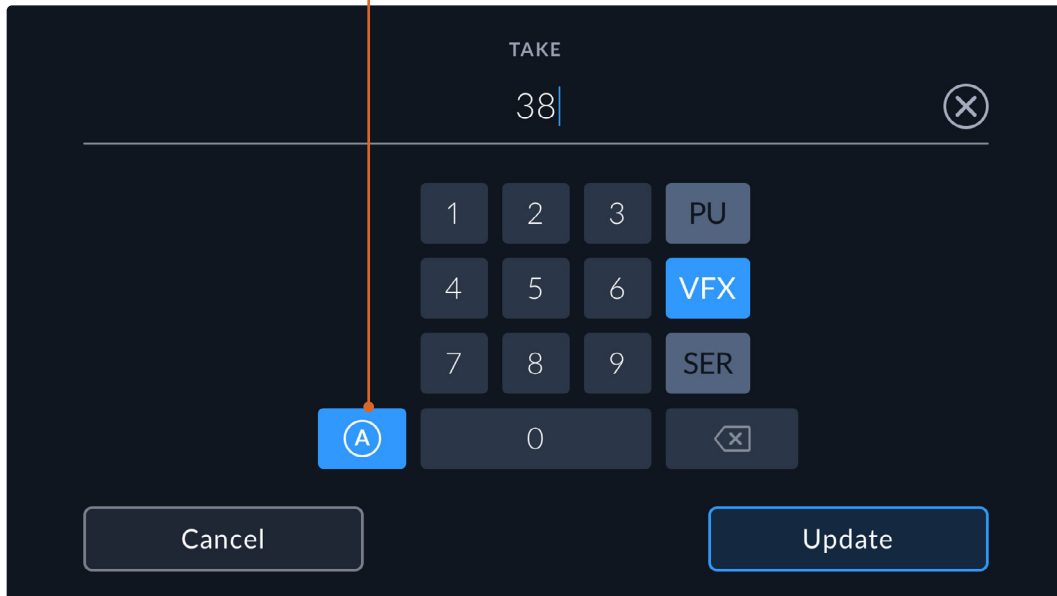 TAKE
38
1 2 3 PU
4 5 6 VFX
7 8 9 SER
A 0
Cancel Update